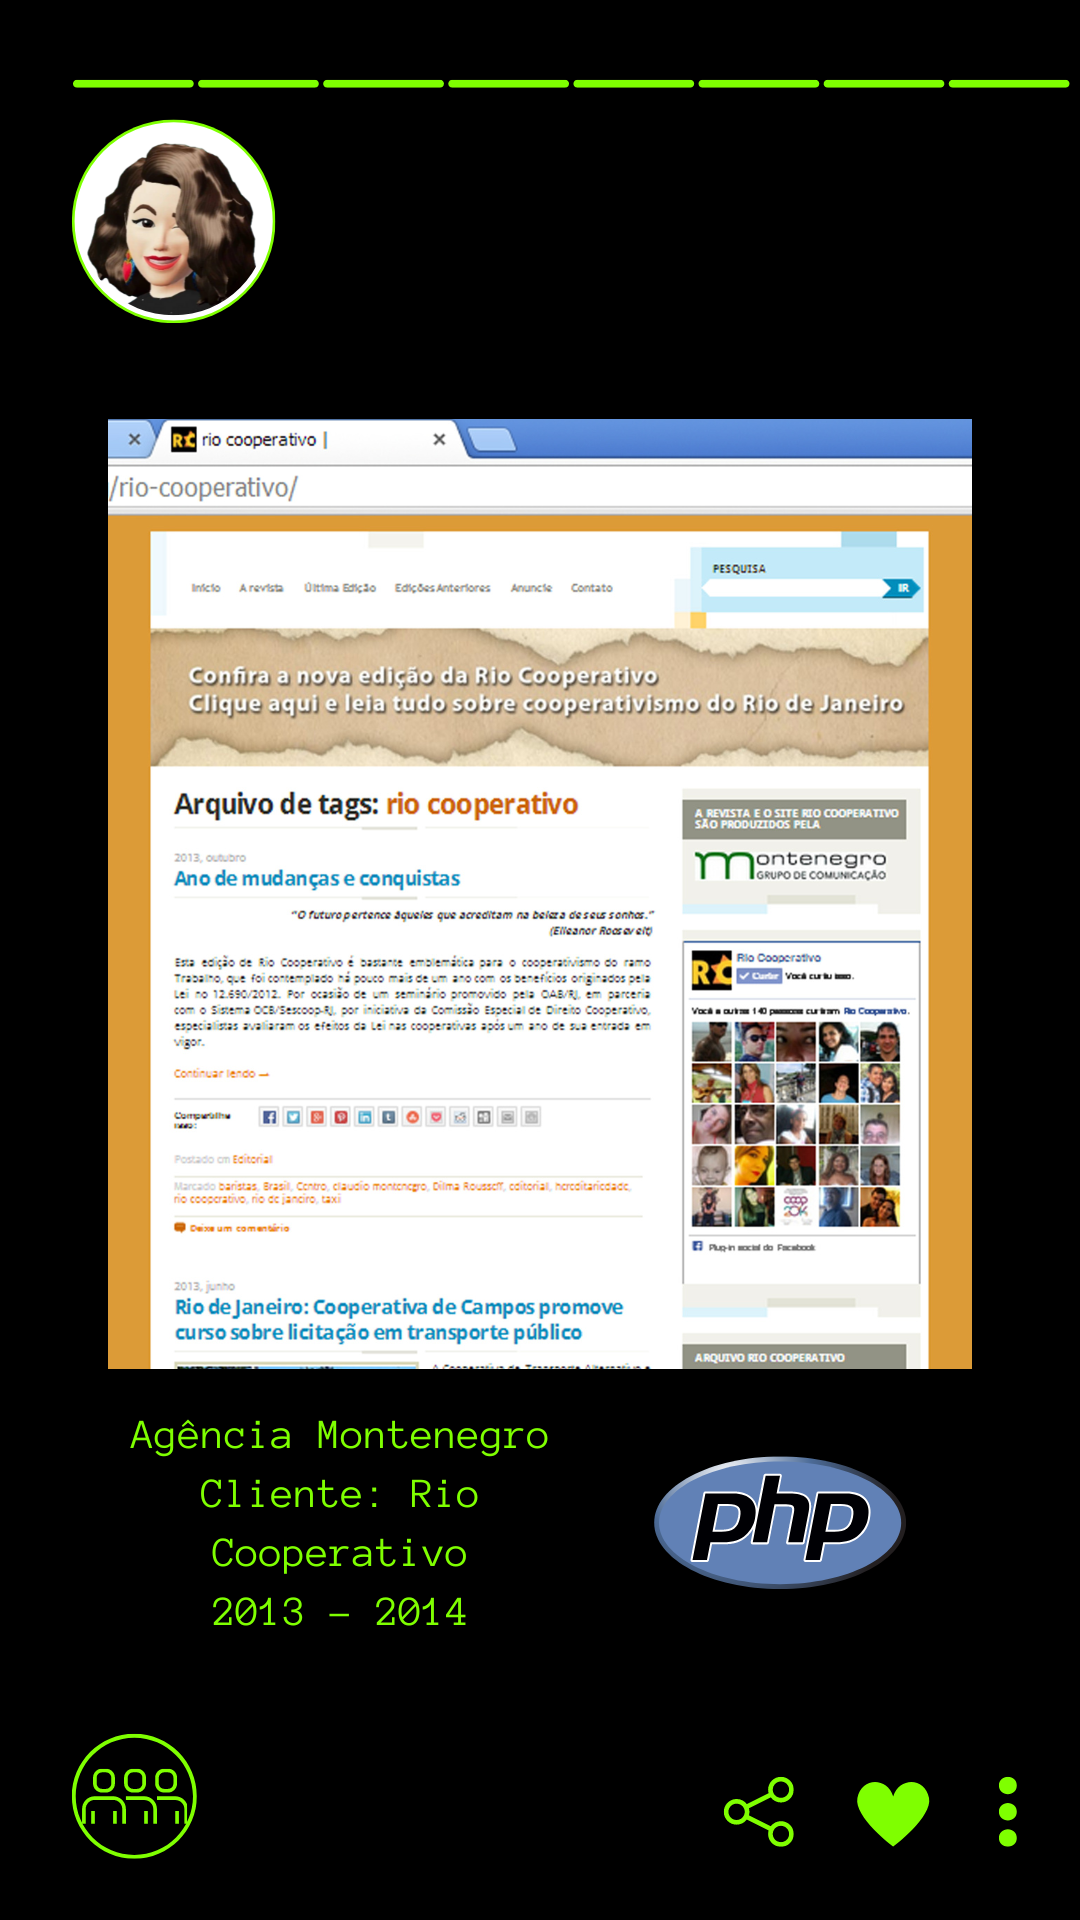 rio cooperativo |
/rio-cooperativo/
Início A revista Última Edição Edições Anteriores Anuncie Contato
PESQUISA
IR
Confira a nova edição da Rio Cooperativo
Clique aqui e leia tudo sobre cooperativismo do Rio de Janeiro
Arquivo de tags: rio cooperativo
2013, outubro
Ano de mudanças e conquistas
"O futuro pertence àqueles que acreditam na beleza de seus sonhos."
(Elleanor Roosevelt)
Esta edição de Rio Cooperativo é bastante emblemática para o cooperativismo do ramo
Trabalho, que foi contemplado há pouco mais de um ano com os benefícios originados pela
Lei no 12.690/2012. Por ocasião de um seminário promovido pela OAB/RJ, em parceria
com o Sistema OCB/Sescoop-RJ, por iniciativa da Comissão Especial de Direito Cooperativo,
especialistas avaliaram os efeitos da Lei nas cooperativas após um ano de sua entrada em
vigor.
Continuar lendo →
Compartilhe
isso:
Postado em Editorial
Marcado baristas, Brasil, Centro, claudio montenegro, Dilma Rousseff, editorial, hereditariedade,
rio cooperativo, rio de janeiro, taxi
Deixe um comentário
2013, junho
Rio de Janeiro: Cooperativa de Campos promove
curso sobre licitação em transporte público
A Cooperativa de Transporte Alternativo e
A REVISTA E O SITE RIO COOPERATIVO
SÃO PRODUZIDOS PELA
montenegro
GRUPO DE COMUNICAÇÃO
RC
Rio Cooperativo
Curtir Você curtiu isso.
Você e outras 140 pessoas curtiram Rio Cooperativo.
Plug-in social do Facebook
ARQUIVO RIO COOPERATIVO
Agência Montenegro
Cliente: Rio
Cooperativo
2013 - 2014
php